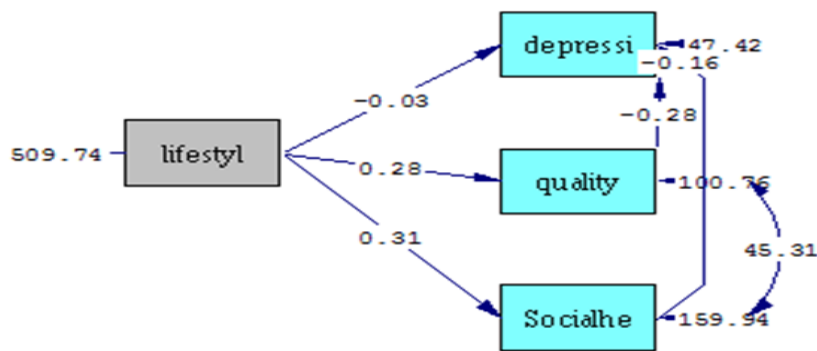 depressi
47.42
-0.16
-0.03
-0.28
509.74
lifestyl
0.28
quality
100.76
0.31
45.31
Socialhe
159.94